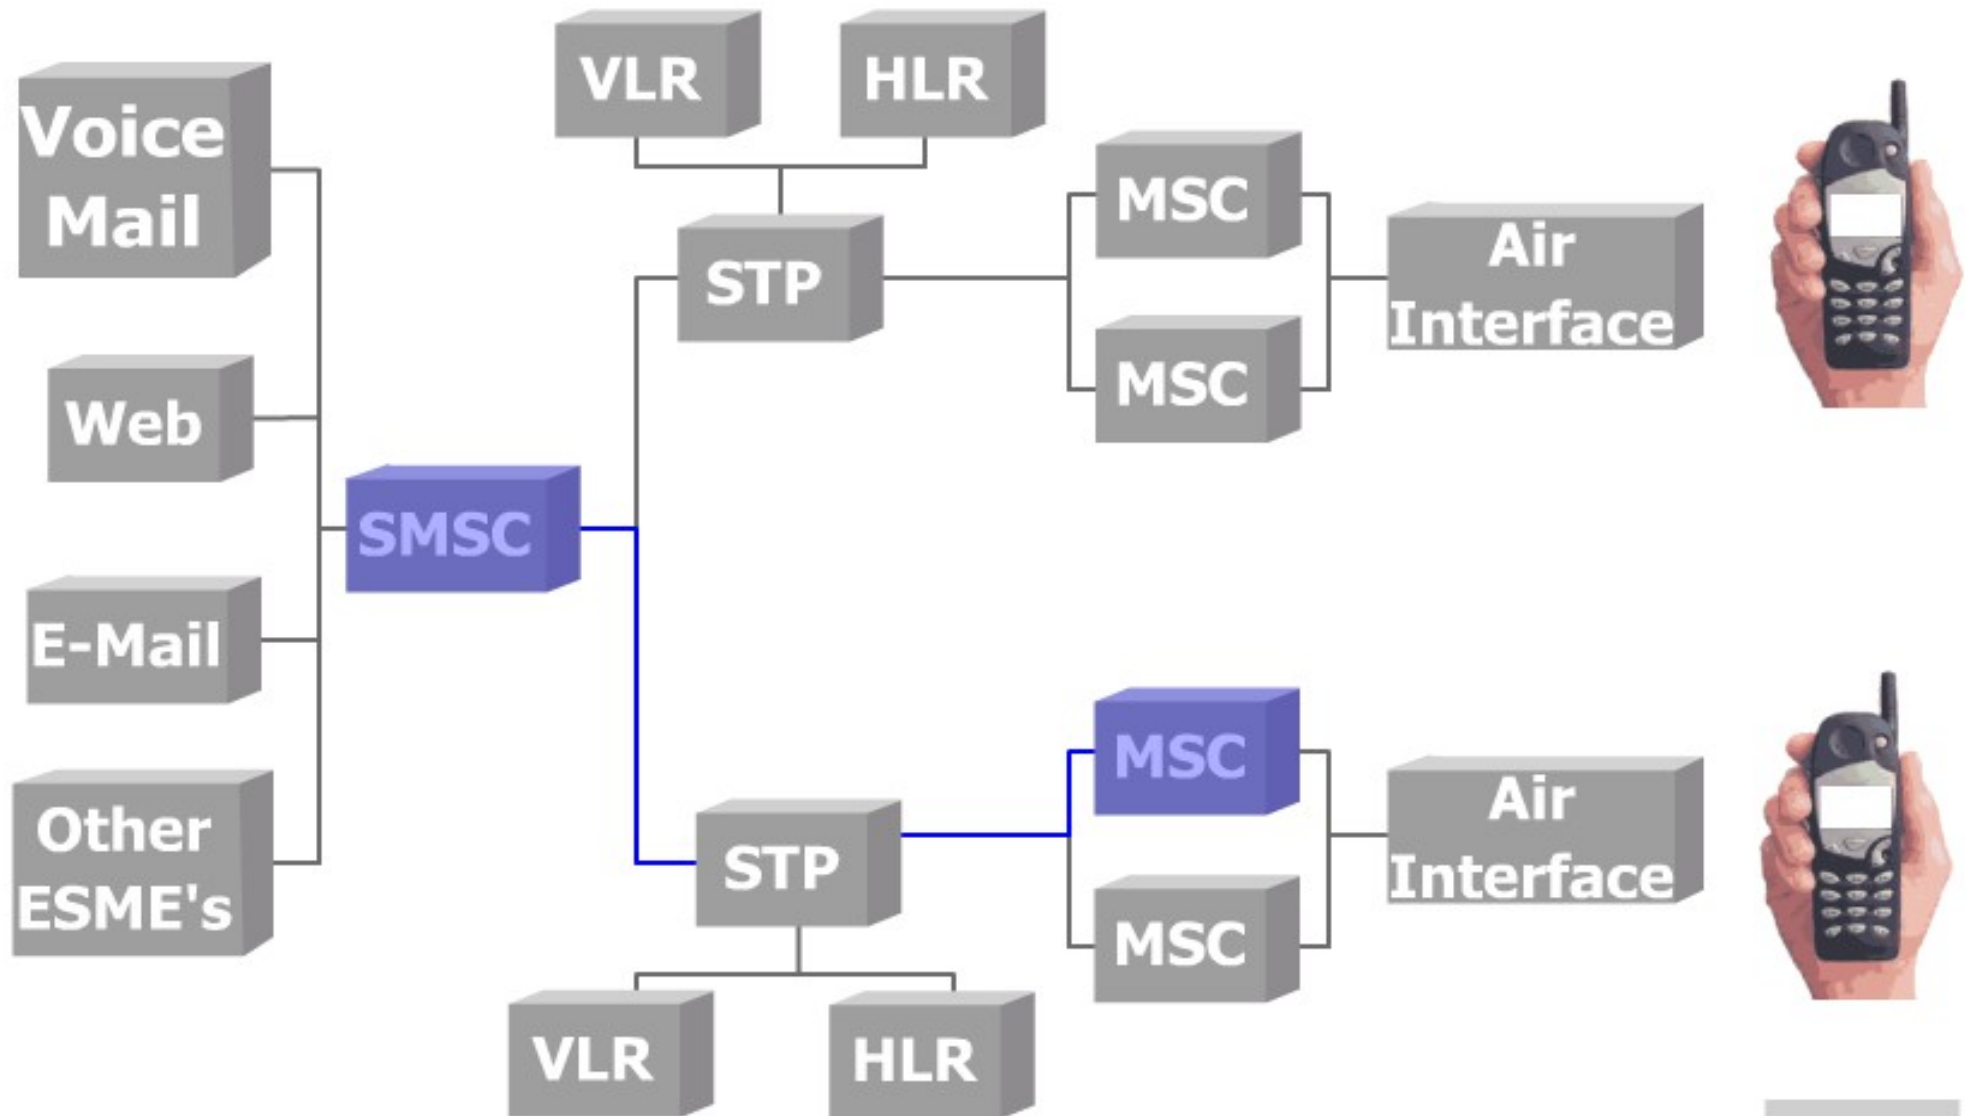 VLR
HLR
Voice
Mail
MSC
STP
Air
Interface
MSC
Web
SMSC
E-Mail
MSC
Air
Interface
Other
ESME's
STP
MSC
VLR
HLR